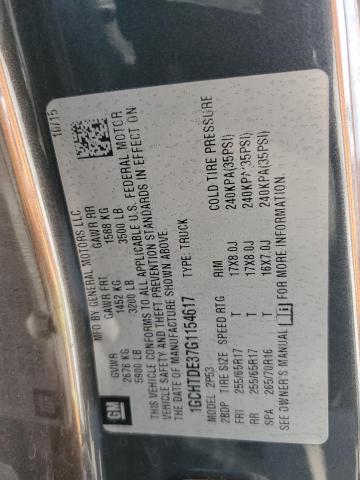 10/15
GM
MFD BY GENERAL MOTORS LLC
GVWR GAWR FRT GAWR RR
2676 KG 1452 KG 1588 KG
5900 LB 3200 LB 3500 LB
THIS VEHICLE CONFORMS TO ALL APPLICABLE U.S. FEDERAL MOTOR
VEHICLE SAFETY AND THEFT PREVENTION STANDARDS IN EFFECT ON
THE DATE OF MANUFACTURE SHOWN ABOVE.
1GCHTDE37G1154617 TYPE: TRUCK
MODEL: 2P53
2BDP TIRE SIZE SPEED RTG RIM COLD TIRE PRESSURE
FRT 255/65R17 T 17X8.0J 240KPA(35PSI)
RR 255/65R17 T 17X8.0J 240KPA(35PSI)
SPA 265/70R16 T 16X7.0J 240KPA(35PSI)
SEE OWNER'S MANUAL FOR MORE INFORMATION